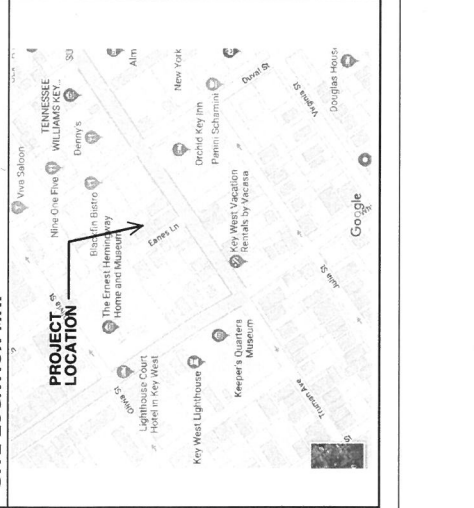 Viva Saloon
TENNESSEE
WILLIAMS KEY...
SU
Nine One Five
Denny's
Alm
Blackfin Bistro
New York
Duval St
The Ernest Hemingway
Home and Museum
PROJECT
LOCATION
Eanes Ln
Orchid Key Inn
Panini Schamini
Virginia St
Douglas House
Olivia St
Lighthouse Court
Hotel in Key West
Key West Vacation
Rentals by Vacasa
Google
Key West Lighthouse
Keeper's Quarters
Museum
Julia St
Truman Ave